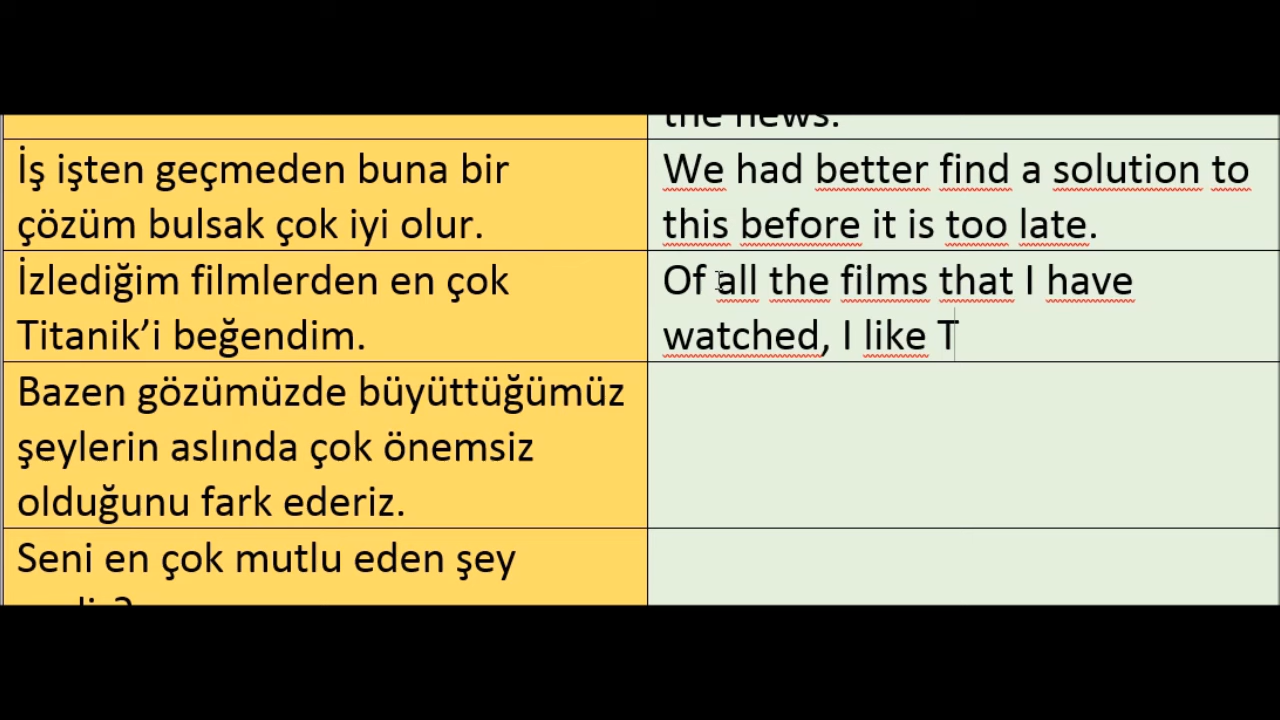 the news.
İş işten geçmeden buna bir
çözüm bulsak çok iyi olur.
We had better find a solution to
this before it is too late.
İzlediğim filmlerden en çok
Titanik’i beğendim.
Of all the films that I have
watched, I like T
Bazen gözümüzde büyüttüğümüz
şeylerin aslında çok önemsiz
olduğunu fark ederiz.
Seni en çok mutlu eden şey